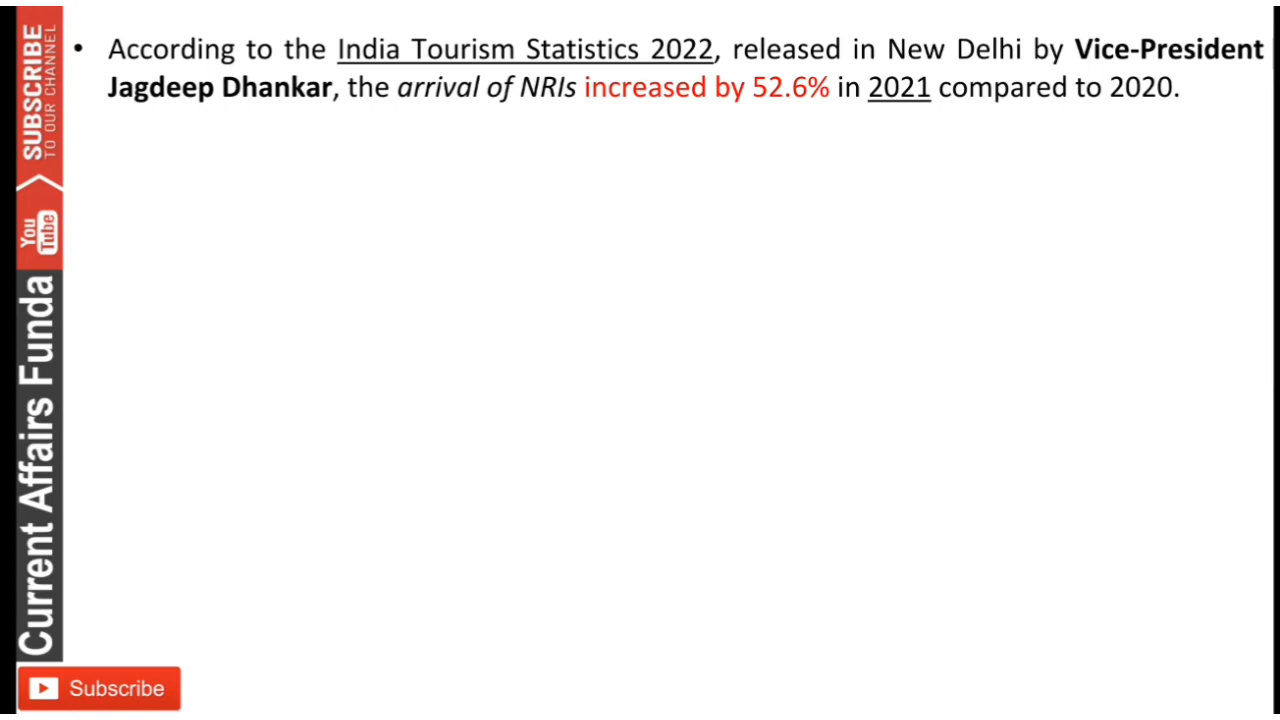 • According to the India Tourism Statistics 2022, released in New Delhi by Vice-President
Jagdeep Dhankar, the arrival of NRIs increased by 52.6% in 2021 compared to 2020.
SUBSCRIBE
TO OUR CHANNEL
You
Tube
Current Affairs Funda
Subscribe